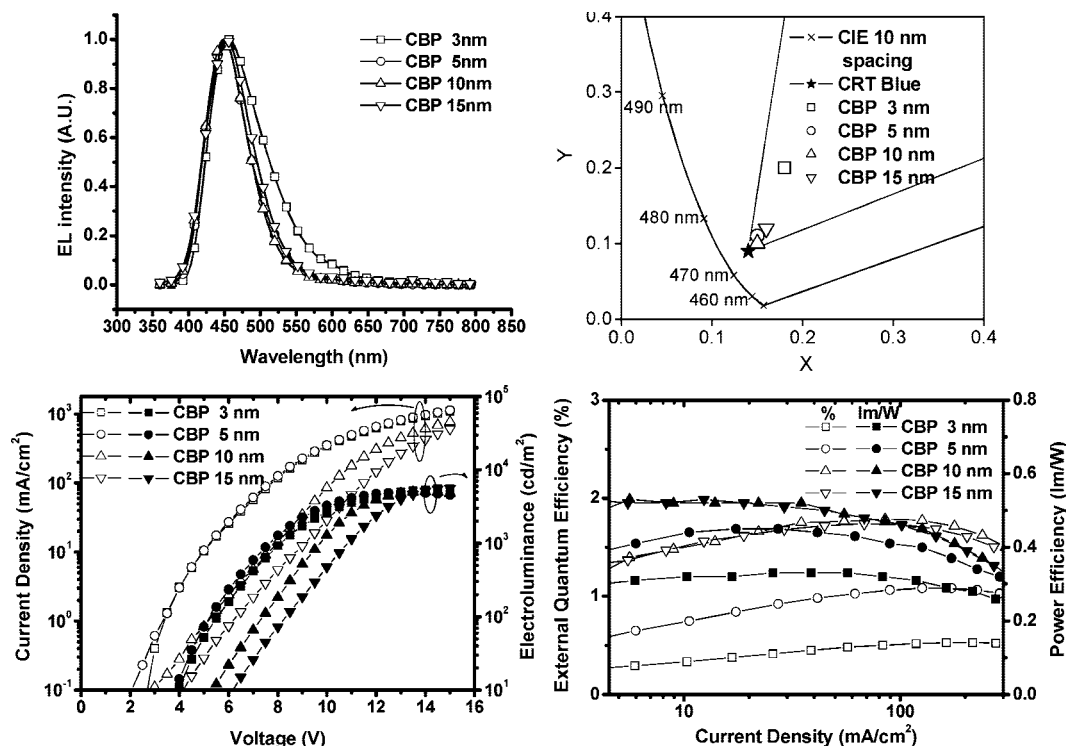 EL intensity (A.U.)
1.0
0.8
0.6
0.4
0.2
0.0
CBP 3nm
CBP 5nm
CBP 10nm
CBP 15nm
300 350 400 450 500 550 600 650 700 750 800 850
Wavelength (nm)
Y
0.4
0.3
0.2
0.1
0.0
490 nm
480 nm
470 nm
460 nm
CIE 10 nm
spacing
CRT Blue
CBP 3 nm
CBP 5 nm
CBP 10 nm
CBP 15 nm
0.0 0.1 0.2 0.3 0.4
X
Current Density (mA/cm²)
10³
10²
10¹
10⁰
10⁻¹
CBP 3 nm
CBP 5 nm
CBP 10 nm
CBP 15 nm
10⁵
10⁴
10³
10²
10¹
Electroluminance (cd/m²)
0 2 4 6 8 10 12 14 16
Voltage (V)
External Quantum Efficiency (%)
3
2
1
0
% lm/W
CBP 3 nm
CBP 5 nm
CBP 10 nm
CBP 15 nm
0.8
0.6
0.5
0.4
0.3
0.2
0.1
0.0
Power Efficiency (lm/W)
10 100
Current Density (mA/cm²)